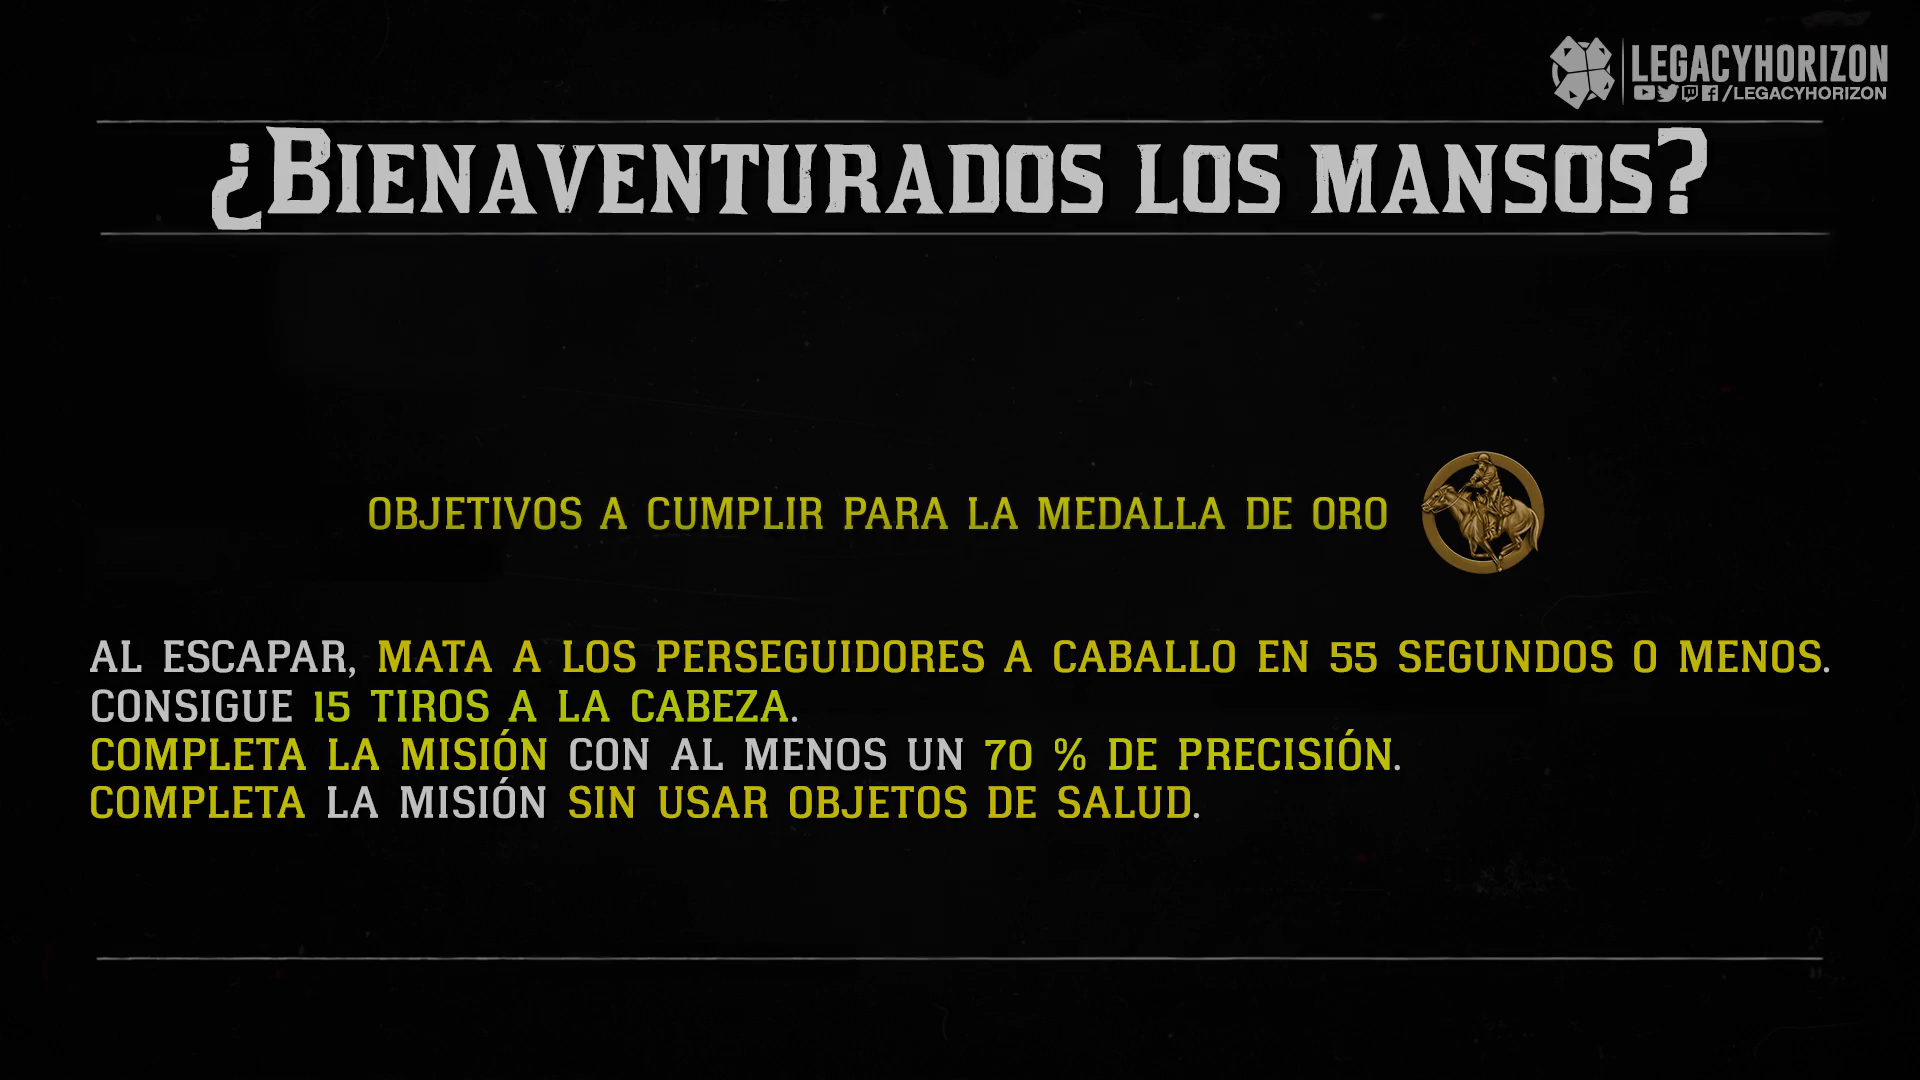 LEGACYHORIZON
/LEGACYHORIZON
¿BIENAVENTURADOS LOS MANSOS?
OBJETIVOS A CUMPLIR PARA LA MEDALLA DE ORO
AL ESCAPAR, MATA A LOS PERSEGUIDORES A CABALLO EN 55 SEGUNDOS O MENOS.
CONSIGUE 15 TIROS A LA CABEZA.
COMPLETA LA MISIÓN CON AL MENOS UN 70 % DE PRECISIÓN.
COMPLETA LA MISIÓN SIN USAR OBJETOS DE SALUD.